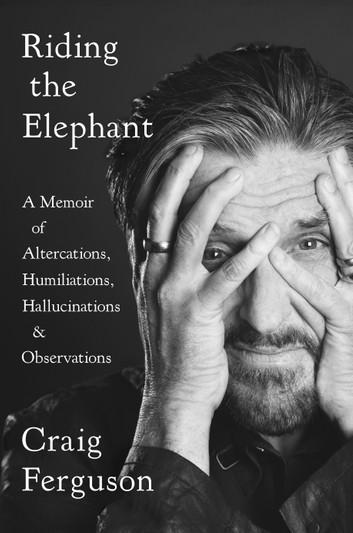 Riding
the
Elephant
A Memoir
of
Altercations,
Humiliations,
Hallucinations
&
Observations
Craig
Ferguson